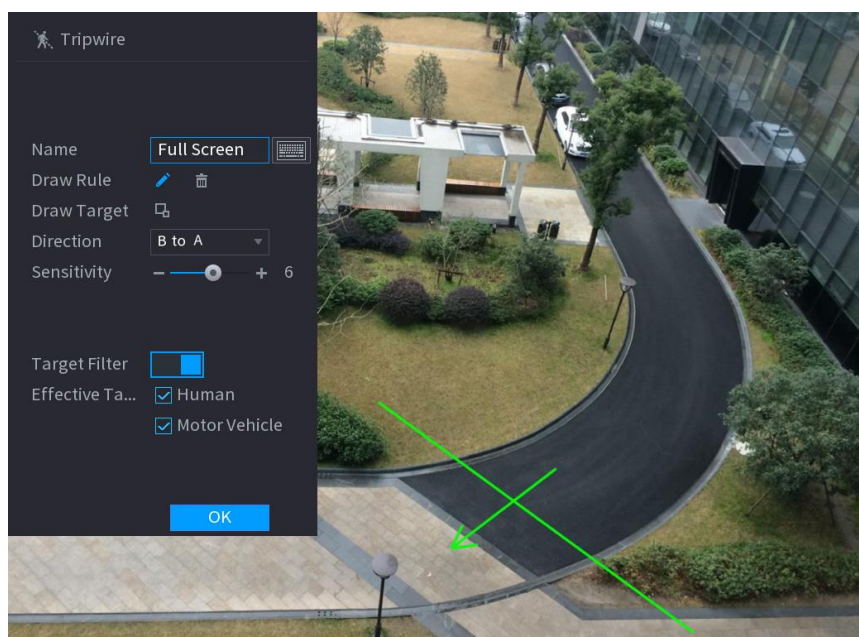 Tripwire
Name Full Screen
Draw Rule
Draw Target
Direction B to A
Sensitivity 6
Target Filter
Effective Ta... Human
Motor Vehicle
OK